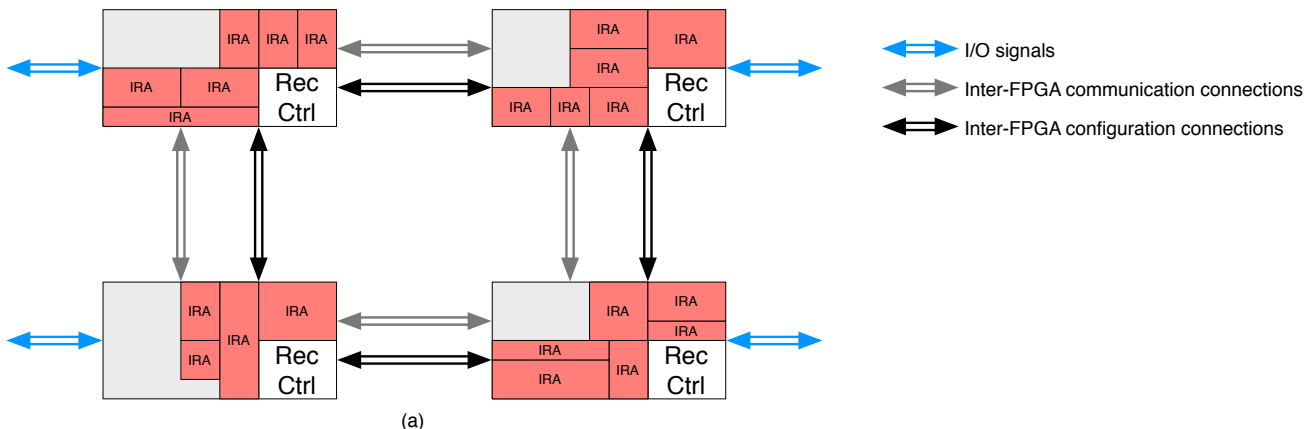 IRA IRA IRA
IRA IRA
IRA
Rec
Ctrl
IRA
IRA
IRA
IRA IRA IRA
Rec
Ctrl
I/O signals
Inter-FPGA communication connections
Inter-FPGA configuration connections
IRA
IRA
IRA
IRA
Rec
Ctrl
IRA
IRA
IRA
IRA
IRA
IRA
Rec
Ctrl
(a)